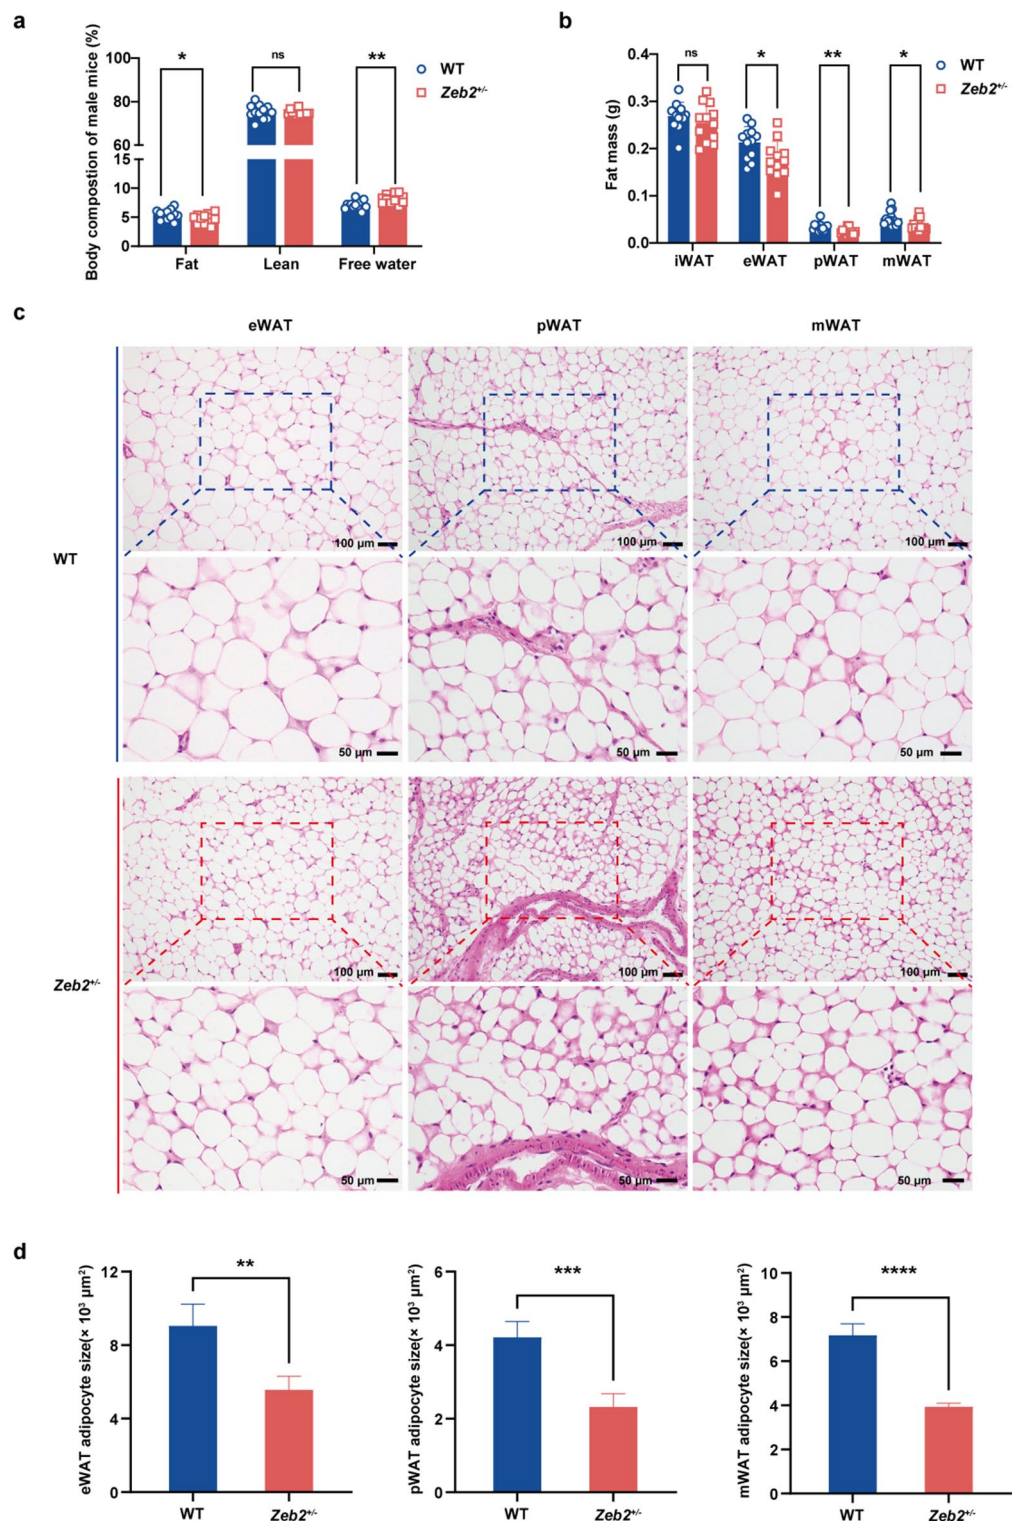 a
Body compostion of male mice (%)
100
80
60
15
10
5
0
*
ns
**
WT
Zeb2+/-
Fat
Lean
Free water
b
Fat mass (g)
0.4
0.3
0.2
0.1
0.0
ns
*
**
*
WT
Zeb2+/-
iWAT
eWAT
pWAT
mWAT
c
eWAT
pWAT
mWAT
WT
100 µm
100 µm
100 µm
50 µm
50 µm
50 µm
Zeb2+/-
100 µm
100 µm
100 µm
50 µm
50 µm
50 µm
d
eWAT adipocyte size(× 10³ µm²)
12
8
4
0
**
WT
Zeb2+/-
pWAT adipocyte size(× 10³ µm²)
6
4
2
0
***
WT
Zeb2+/-
mWAT adipocyte size(× 10³ µm²)
10
8
6
4
2
0
****
WT
Zeb2+/-